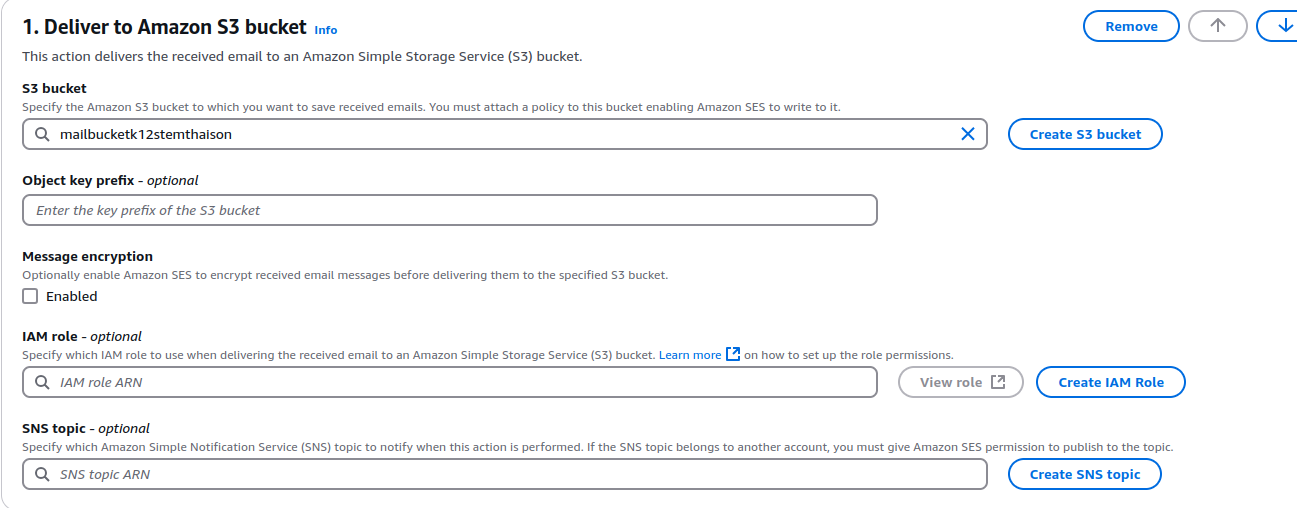 1. Deliver to Amazon S3 bucket Info
Remove
This action delivers the received email to an Amazon Simple Storage Service (S3) bucket.
S3 bucket
Specify the Amazon S3 bucket to which you want to save received emails. You must attach a policy to this bucket enabling Amazon SES to write to it.
mailbucketk12stemthaison
Create S3 bucket
Object key prefix - optional
Enter the key prefix of the S3 bucket
Message encryption
Optionally enable Amazon SES to encrypt received email messages before delivering them to the specified S3 bucket.
Enabled
IAM role - optional
Specify which IAM role to use when delivering the received email to an Amazon Simple Storage Service (S3) bucket. Learn more on how to set up the role permissions.
IAM role ARN
View role
Create IAM Role
SNS topic - optional
Specify which Amazon Simple Notification Service (SNS) topic to notify when this action is performed. If the SNS topic belongs to another account, you must give Amazon SES permission to publish to the topic.
SNS topic ARN
Create SNS topic